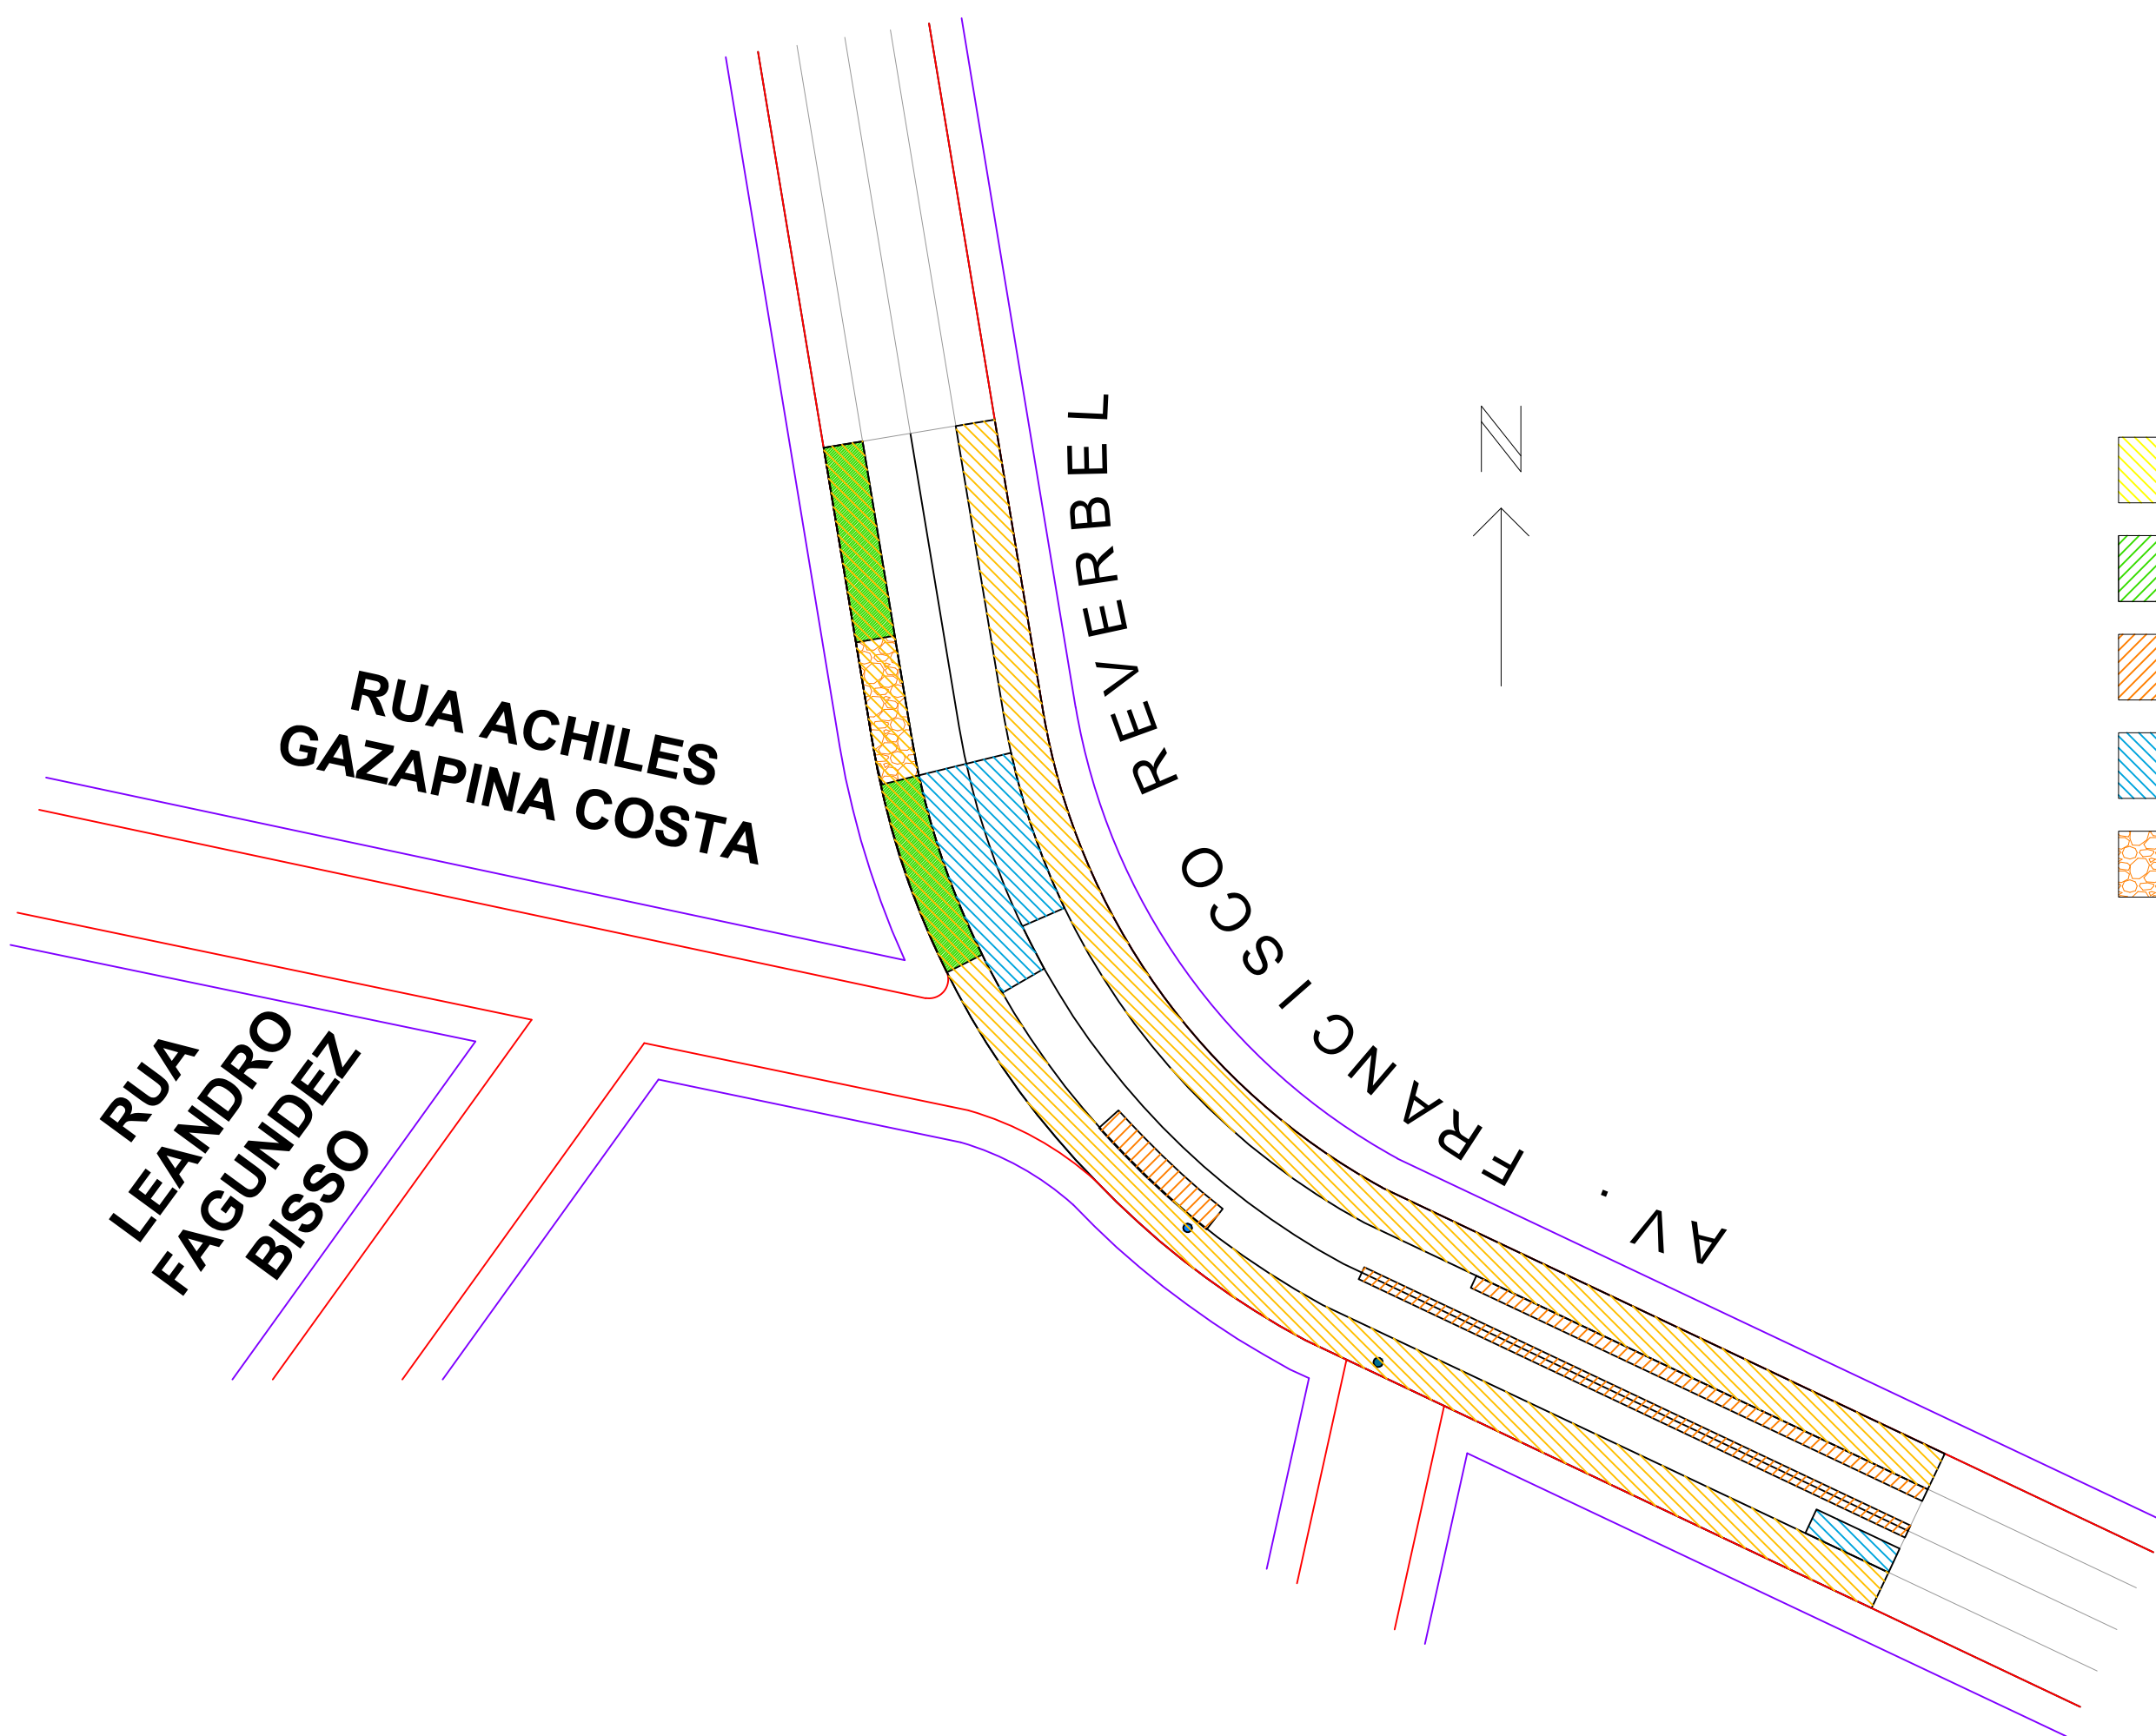 N
RUA ACHILES
GAZAPINA COSTA
RUA
LEANDRO
FAGUNDEZ
BISSO
AV. FRANCISCO REVERBEL